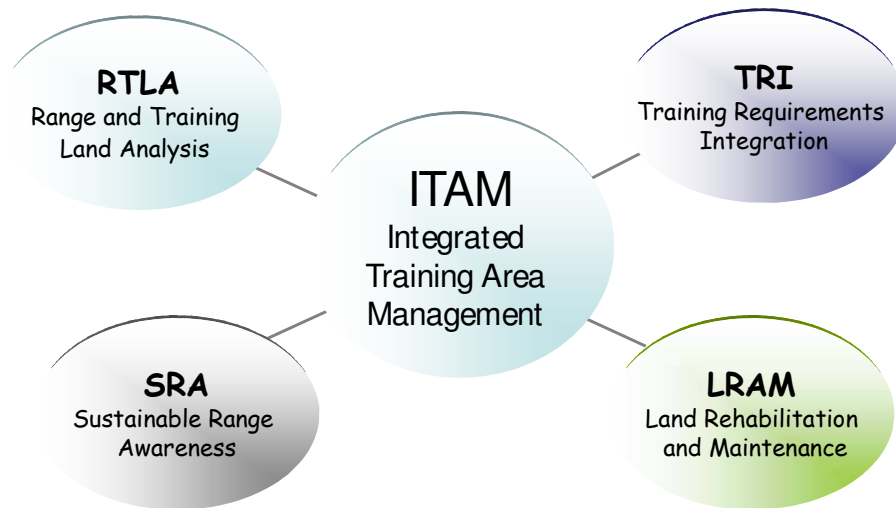 RTLA
Range and Training
Land Analysis
TRI
Training Requirements
Integration
ITAM
Integrated
Training Area
Management
SRA
Sustainable Range
Awareness
LRAM
Land Rehabilitation
and Maintenance